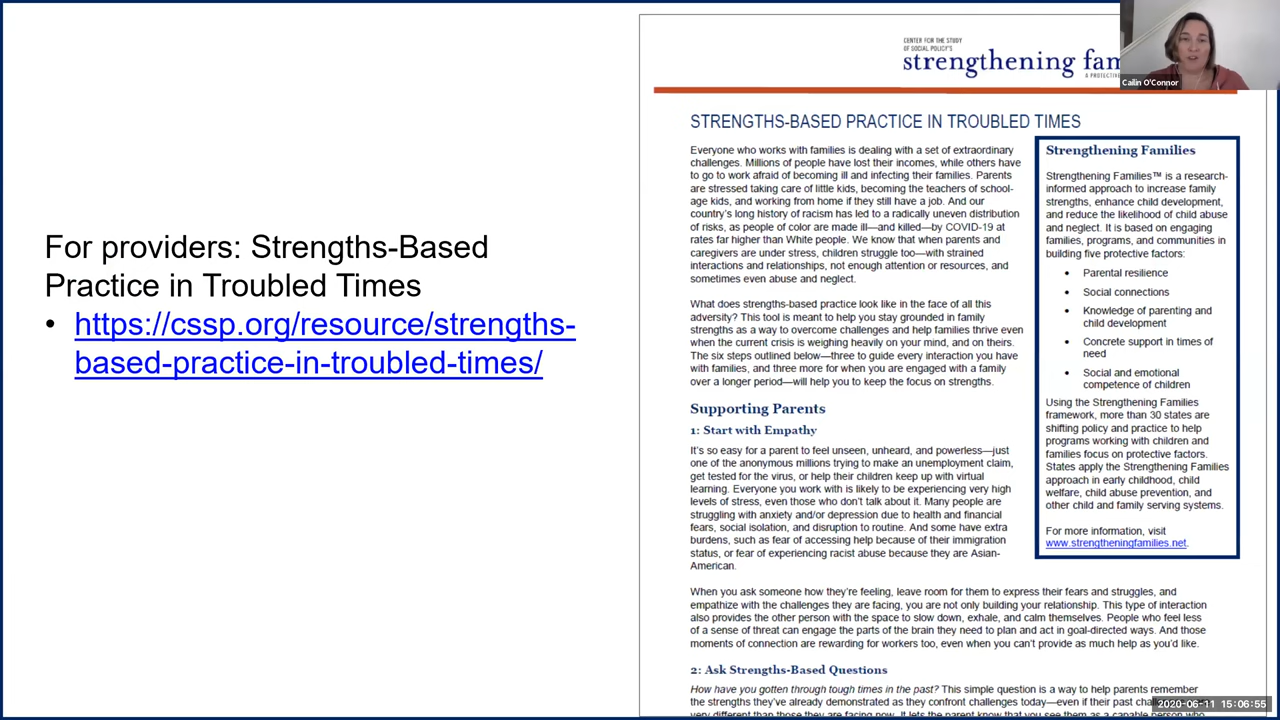 For providers: Strengths-Based
Practice in Troubled Times
• https://cssp.org/resource/strengths-
based-practice-in-troubled-times/
CENTER FOR THE STUDY
OF SOCIAL POLICY'S
strengthening fam
A PROTECTIVE
Cailin O'Connor
STRENGTHS-BASED PRACTICE IN TROUBLED TIMES
Everyone who works with families is dealing with a set of extraordinary
challenges. Millions of people have lost their incomes, while others have
to go to work afraid of becoming ill and infecting their families. Parents
are stressed taking care of little kids, becoming the teachers of school-
age kids, and working from home if they still have a job. And our
country's long history of racism has led to a radically uneven distribution
of risks, as people of color are made ill—and killed—by COVID-19 at
rates far higher than White people. We know that when parents and
caregivers are under stress, children struggle too—with strained
interactions and relationships, not enough attention or resources, and
sometimes even abuse and neglect.
What does strengths-based practice look like in the face of all this
adversity? This tool is meant to help you stay grounded in family
strengths as a way to overcome challenges and help families thrive even
when the current crisis is weighing heavily on your mind, and on theirs.
The six steps outlined below—three to guide every interaction you have
with families, and three more for when you are engaged with a family
over a longer period—will help you to keep the focus on strengths.
Supporting Parents
1: Start with Empathy
It's so easy for a parent to feel unseen, unheard, and powerless—just
one of the anonymous millions trying to make an unemployment claim,
get tested for the virus, or help their children keep up with virtual
learning. Everyone you work with is likely to be experiencing very high
levels of stress, even those who don't talk about it. Many people are
struggling with anxiety and/or depression due to health and financial
fears, social isolation, and disruption to routine. And some have extra
burdens, such as fear of accessing help because of their immigration
status, or fear of experiencing racist abuse because they are Asian-
American.
Strengthening Families
Strengthening Families™ is a research-
informed approach to increase family
strengths, enhance child development,
and reduce the likelihood of child abuse
and neglect. It is based on engaging
families, programs, and communities in
building five protective factors:
• Parental resilience
• Social connections
• Knowledge of parenting and
child development
• Concrete support in times of
need
• Social and emotional
competence of children
Using the Strengthening Families
framework, more than 30 states are
shifting policy and practice to help
programs working with children and
families focus on protective factors.
States apply the Strengthening Families
approach in early childhood, child
welfare, child abuse prevention, and
other child and family serving systems.
For more information, visit
www.strengtheningfamilies.net.
When you ask someone how they're feeling, leave room for them to express their fears and struggles, and
empathize with the challenges they are facing, you are not only building your relationship. This type of interaction
also provides the other person with the space to slow down, exhale, and calm themselves. People who feel less
of a sense of threat can engage the parts of the brain they need to plan and act in goal-directed ways. And those
moments of connection are rewarding for workers too, even when you can't provide as much help as you'd like.
2: Ask Strengths-Based Questions
How have you gotten through tough times in the past? This simple question is a way to help parents remember
the strengths they've already demonstrated as they confront challenges today—even if their past
very different than those they are facing now. It lets the parent know that you see them as a capable person who
2020-06-11 15:06:55